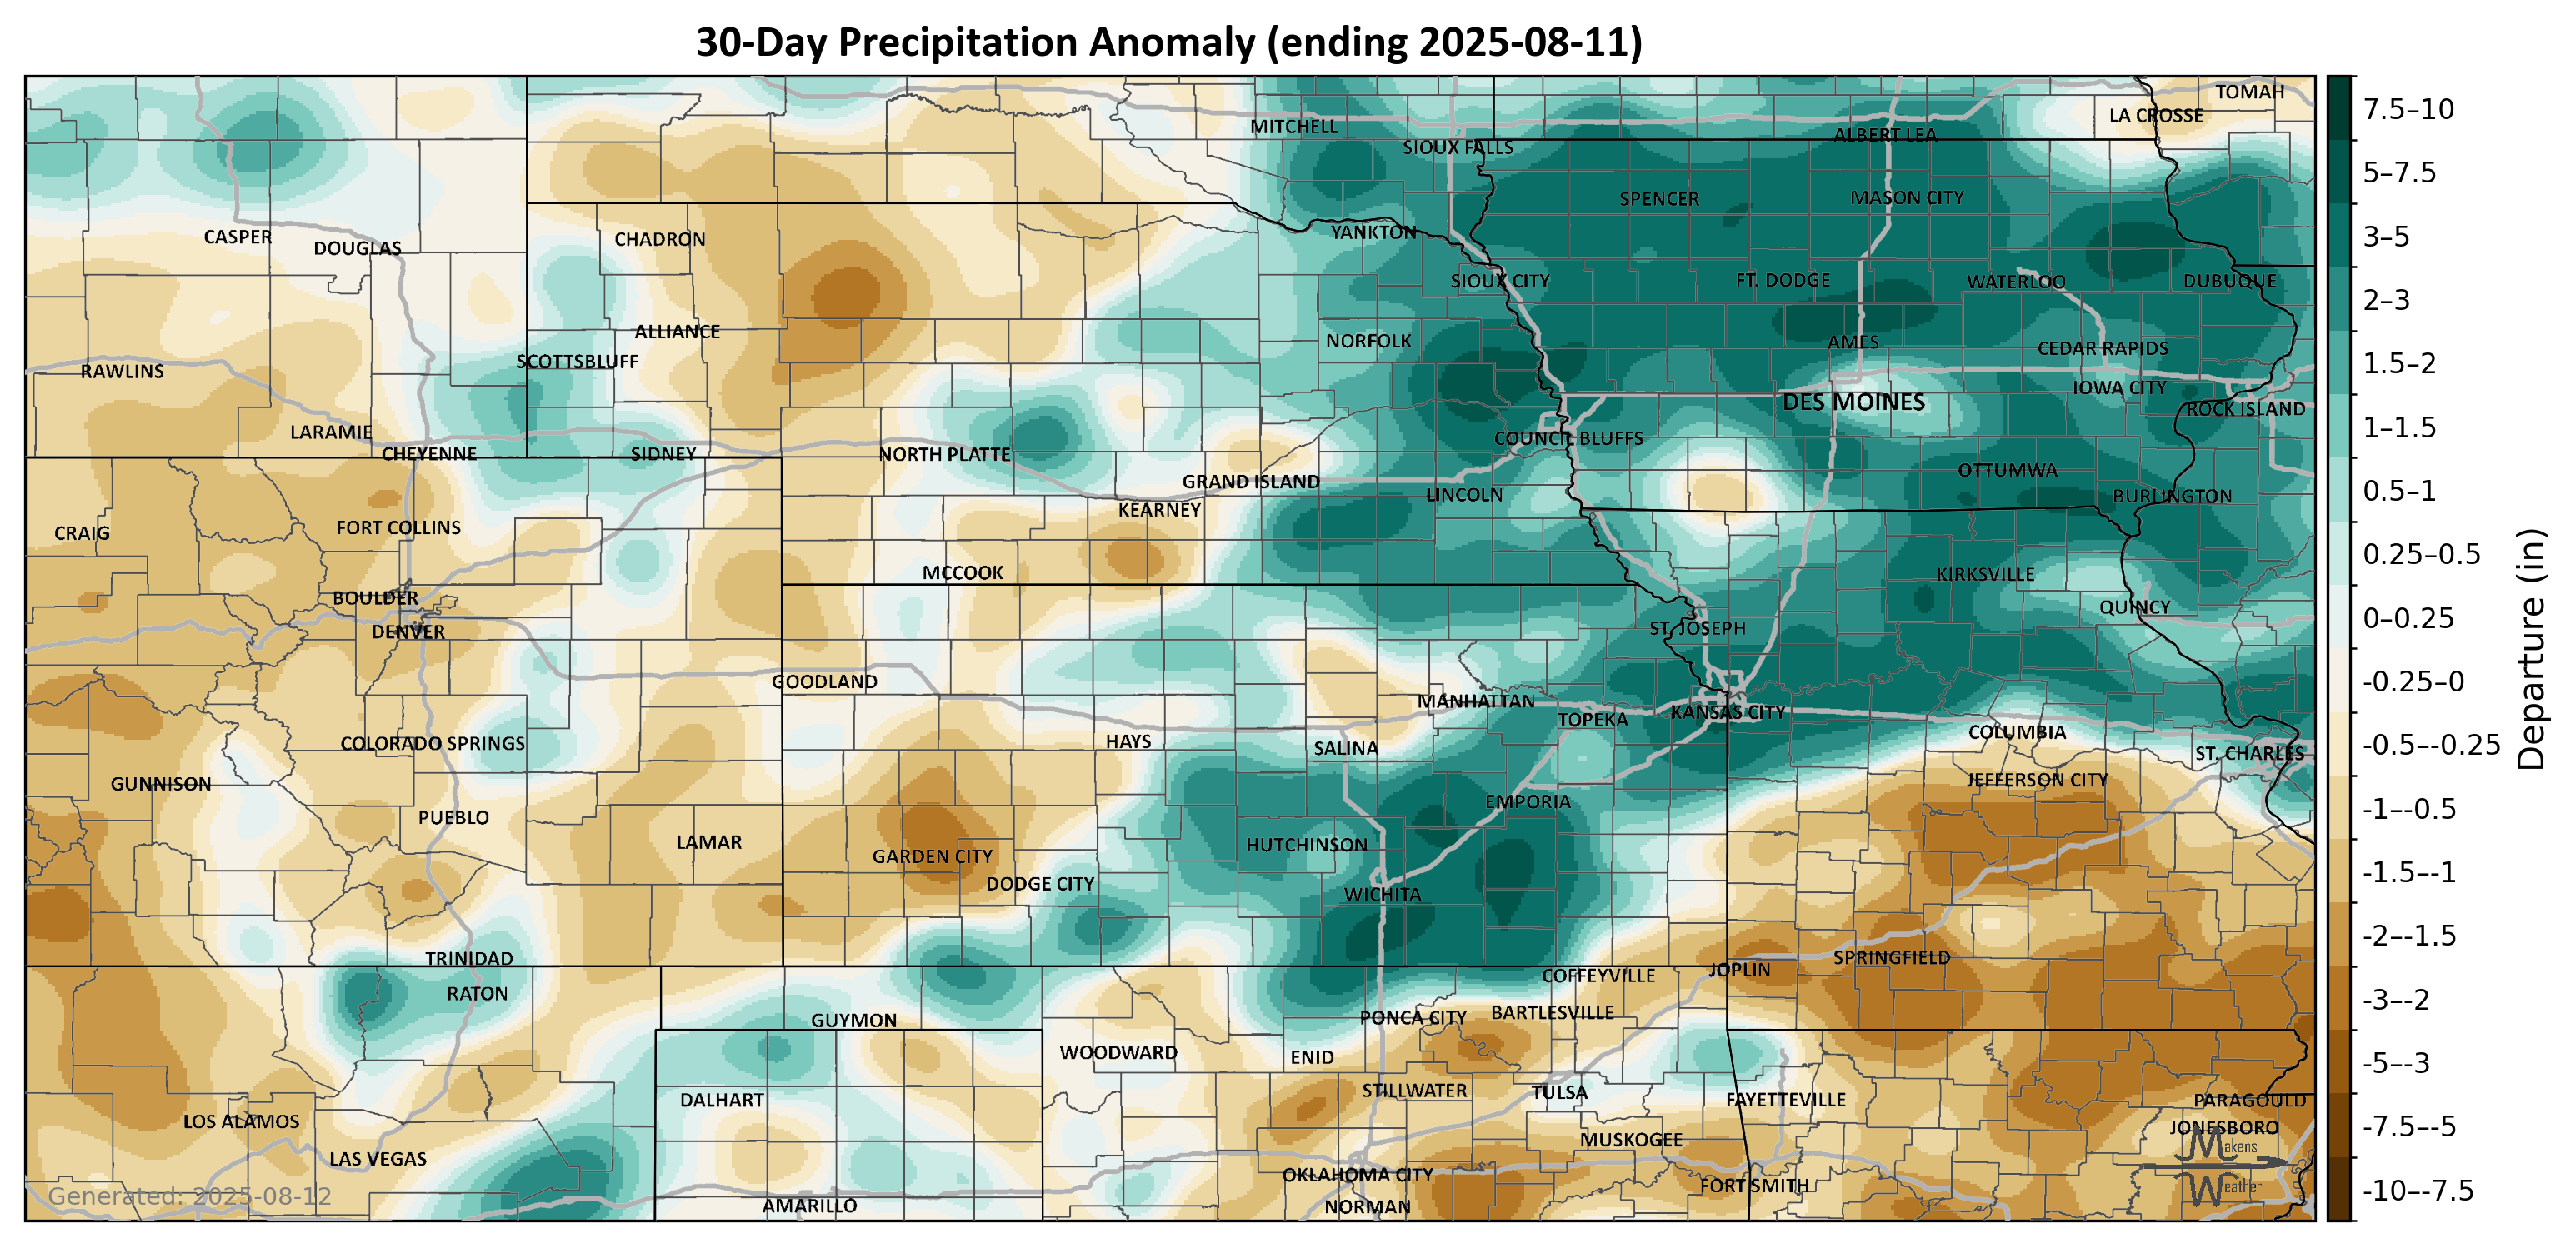 30-Day Precipitation Anomaly (ending 2025-08-11)
TOMAH
LA CROSSE
MITCHELL
ALBERT LEA
SIOUX FALLS
SPENCER
MASON CITY
YANKTON
CASPER
DOUGLAS
CHADRON
SIOUX CITY
FT. DODGE
WATERLOO
DUBUQUE
ALLIANCE
NORFOLK
AMES
CEDAR RAPIDS
SCOTTSBLUFF
RAWLINS
IOWA CITY
DES MOINES
ROCK ISLAND
LARAMIE
COUNCIL BLUFFS
CHEYENNE
SIDNEY
NORTH PLATTE
OTTUMWA
GRAND ISLAND
LINCOLN
BURLINGTON
KEARNEY
CRAIG
FORT COLLINS
MCCOOK
KIRKSVILLE
BOULDER
QUINCY
DENVER
ST. JOSEPH
GOODLAND
MANHATTAN
TOPEKA
KANSAS CITY
COLUMBIA
COLORADO SPRINGS
HAYS
SALINA
ST. CHARLES
GUNNISON
JEFFERSON CITY
EMPORIA
PUEBLO
LAMAR
HUTCHINSON
GARDEN CITY
DODGE CITY
WICHITA
TRINIDAD
SPRINGFIELD
JOPLIN
COFFEYVILLE
RATON
BARTLESVILLE
GUYMON
PONCA CITY
WOODWARD
ENID
STILLWATER
TULSA
DALHART
FAYETTEVILLE
PARAGOULD
LOS ALAMOS
JONESBORO
MUSKOGEE
LAS VEGAS
OKLAHOMA CITY
FORT SMITH
AMARILLO
NORMAN
Generated: 2025-08-12
Makens
Weather
7.5–10
5–7.5
3–5
2–3
1.5–2
1–1.5
0.5–1
0.25–0.5
0–0.25
-0.25–0
-0.5–-0.25
-1–-0.5
-1.5–-1
-2–-1.5
-3–-2
-5–-3
-7.5–-5
-10–-7.5
Departure (in)